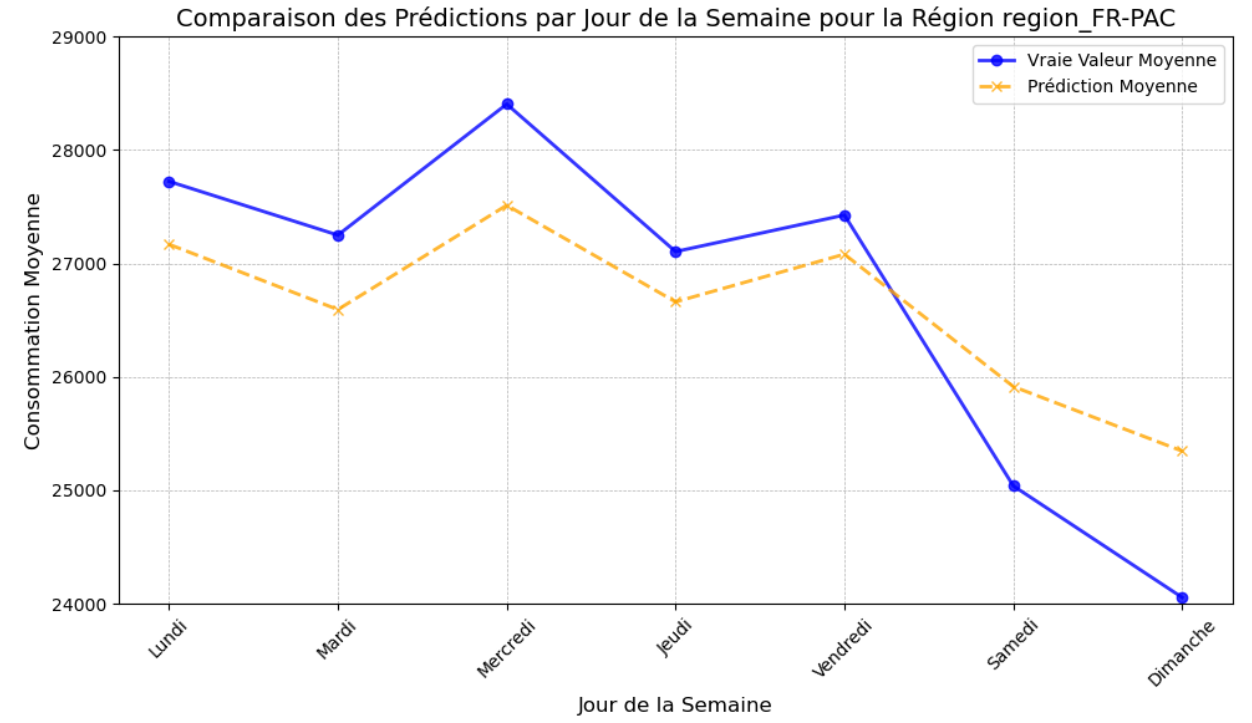 Comparaison des Prédictions par Jour de la Semaine pour la Région region_FR-PAC
Vraie Valeur Moyenne
Prédiction Moyenne
Consommation Moyenne
29000
28000
27000
26000
25000
24000
Lundi
Mardi
Mercredi
Jeudi
Vendredi
Samedi
Dimanche
Jour de la Semaine